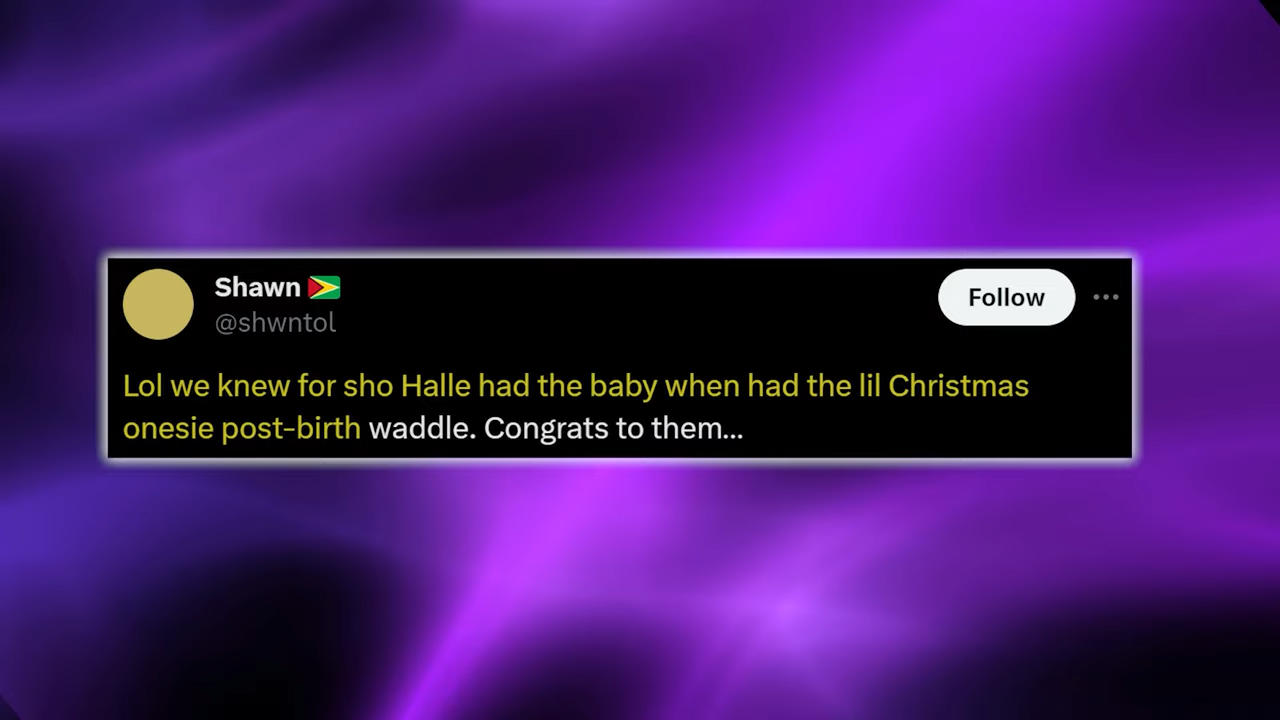 Shawn 🇬🇾
@shwntol
Follow
Lol we knew for sho Halle had the baby when had the lil Christmas
onesie post-birth waddle. Congrats to them...